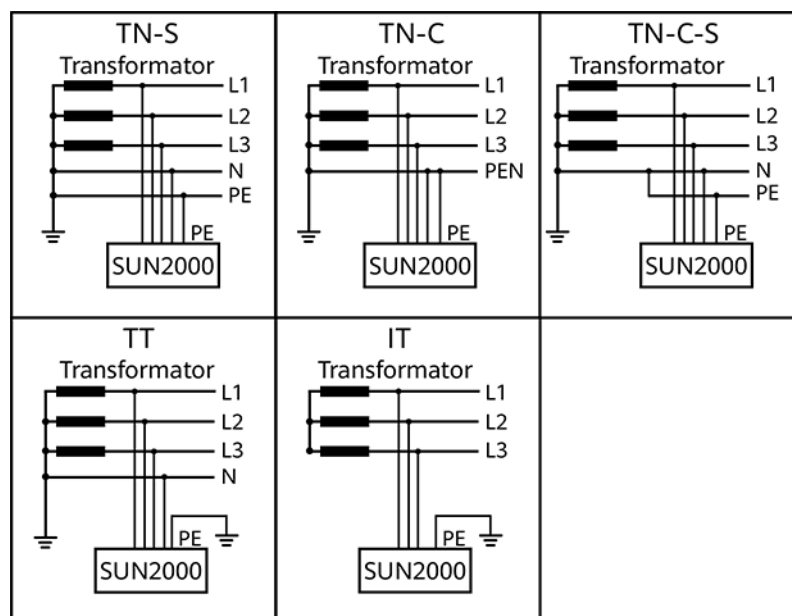 TN-S
Transformator
L1
L2
L3
N
PE
PE
SUN2000
TN-C
Transformator
L1
L2
L3
PEN
PE
SUN2000
TN-C-S
Transformator
L1
L2
L3
N
PE
PE
SUN2000
TT
Transformator
L1
L2
L3
N
PE
SUN2000
IT
Transformator
L1
L2
L3
PE
SUN2000